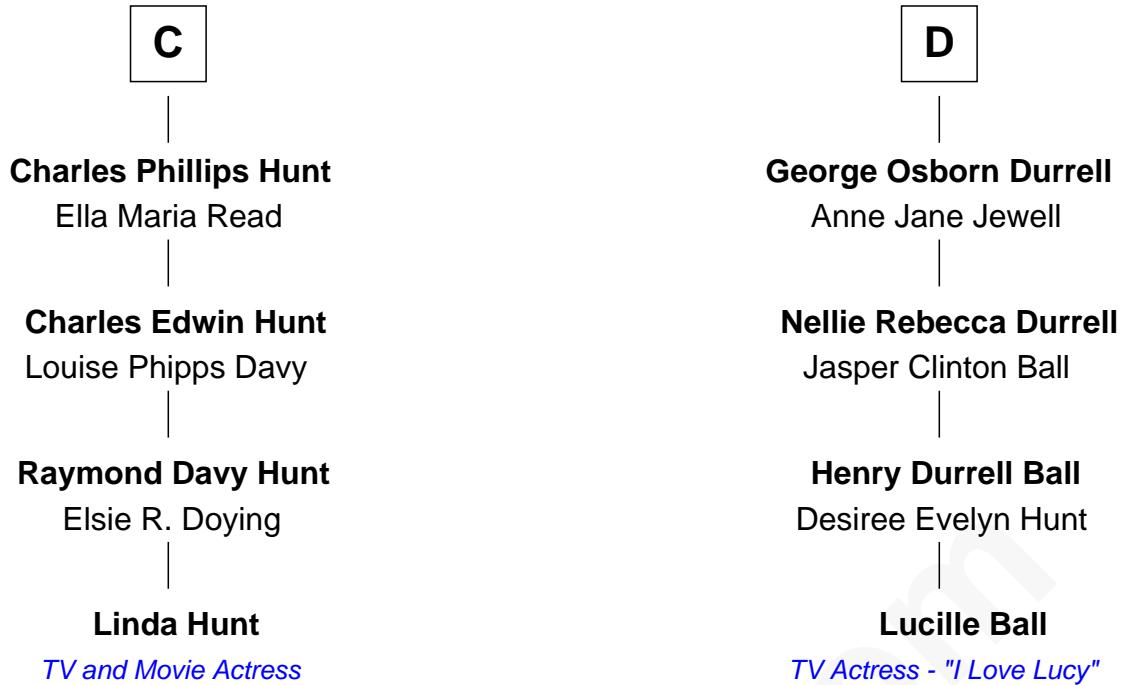 C
Charles Phillips Hunt
Ella Maria Read
Charles Edwin Hunt
Louise Phipps Davy
Raymond Davy Hunt
Elsie R. Doying
Linda Hunt
TV and Movie Actress
D
George Osborn Durrell
Anne Jane Jewell
Nellie Rebecca Durrell
Jasper Clinton Ball
Henry Durrell Ball
Desiree Evelyn Hunt
Lucille Ball
TV Actress - "I Love Lucy"